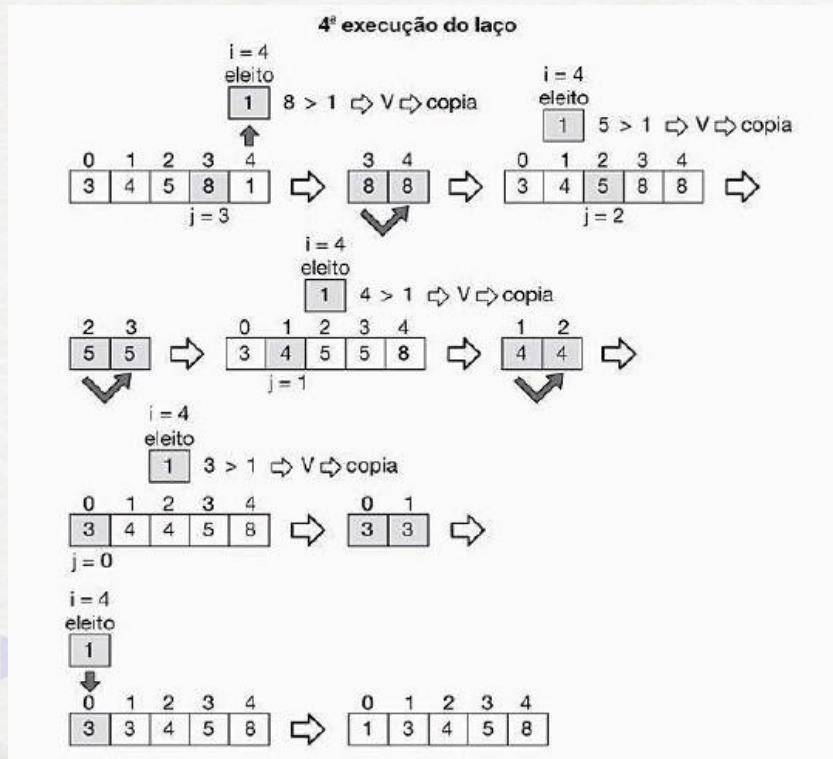 4ª execução do laço
i = 4
eleito
1 8 > 1 ⇨ V ⇨ copia
i = 4
eleito
1 5 > 1 ⇨ V ⇨ copia
0 1 2 3 4
3 4 5 8 1
j = 3
3 4
8 8
0 1 2 3 4
3 4 5 8 8
j = 2
i = 4
eleito
1 4 > 1 ⇨ V ⇨ copia
2 3
5 5
0 1 2 3 4
3 4 5 5 8
j = 1
1 2
4 4
i = 4
eleito
1 3 > 1 ⇨ V ⇨ copia
0 1 2 3 4
3 4 4 5 8
j = 0
0 1
3 3
i = 4
eleito
1
0 1 2 3 4
3 3 4 5 8
0 1 2 3 4
1 3 4 5 8